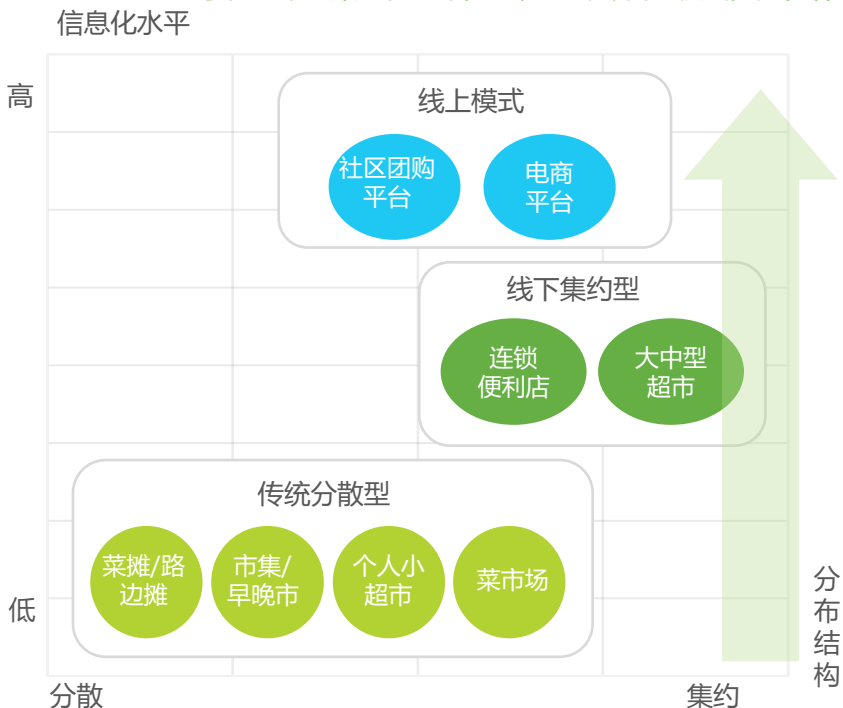 信息化水平
高
线上模式
社区团购
平台
电商
平台
线下集约型
连锁
便利店
大中型
超市
传统分散型
菜摊/路
边摊
市集/
早晚市
个人小
超市
菜市场
低
分布结构
分散
集约